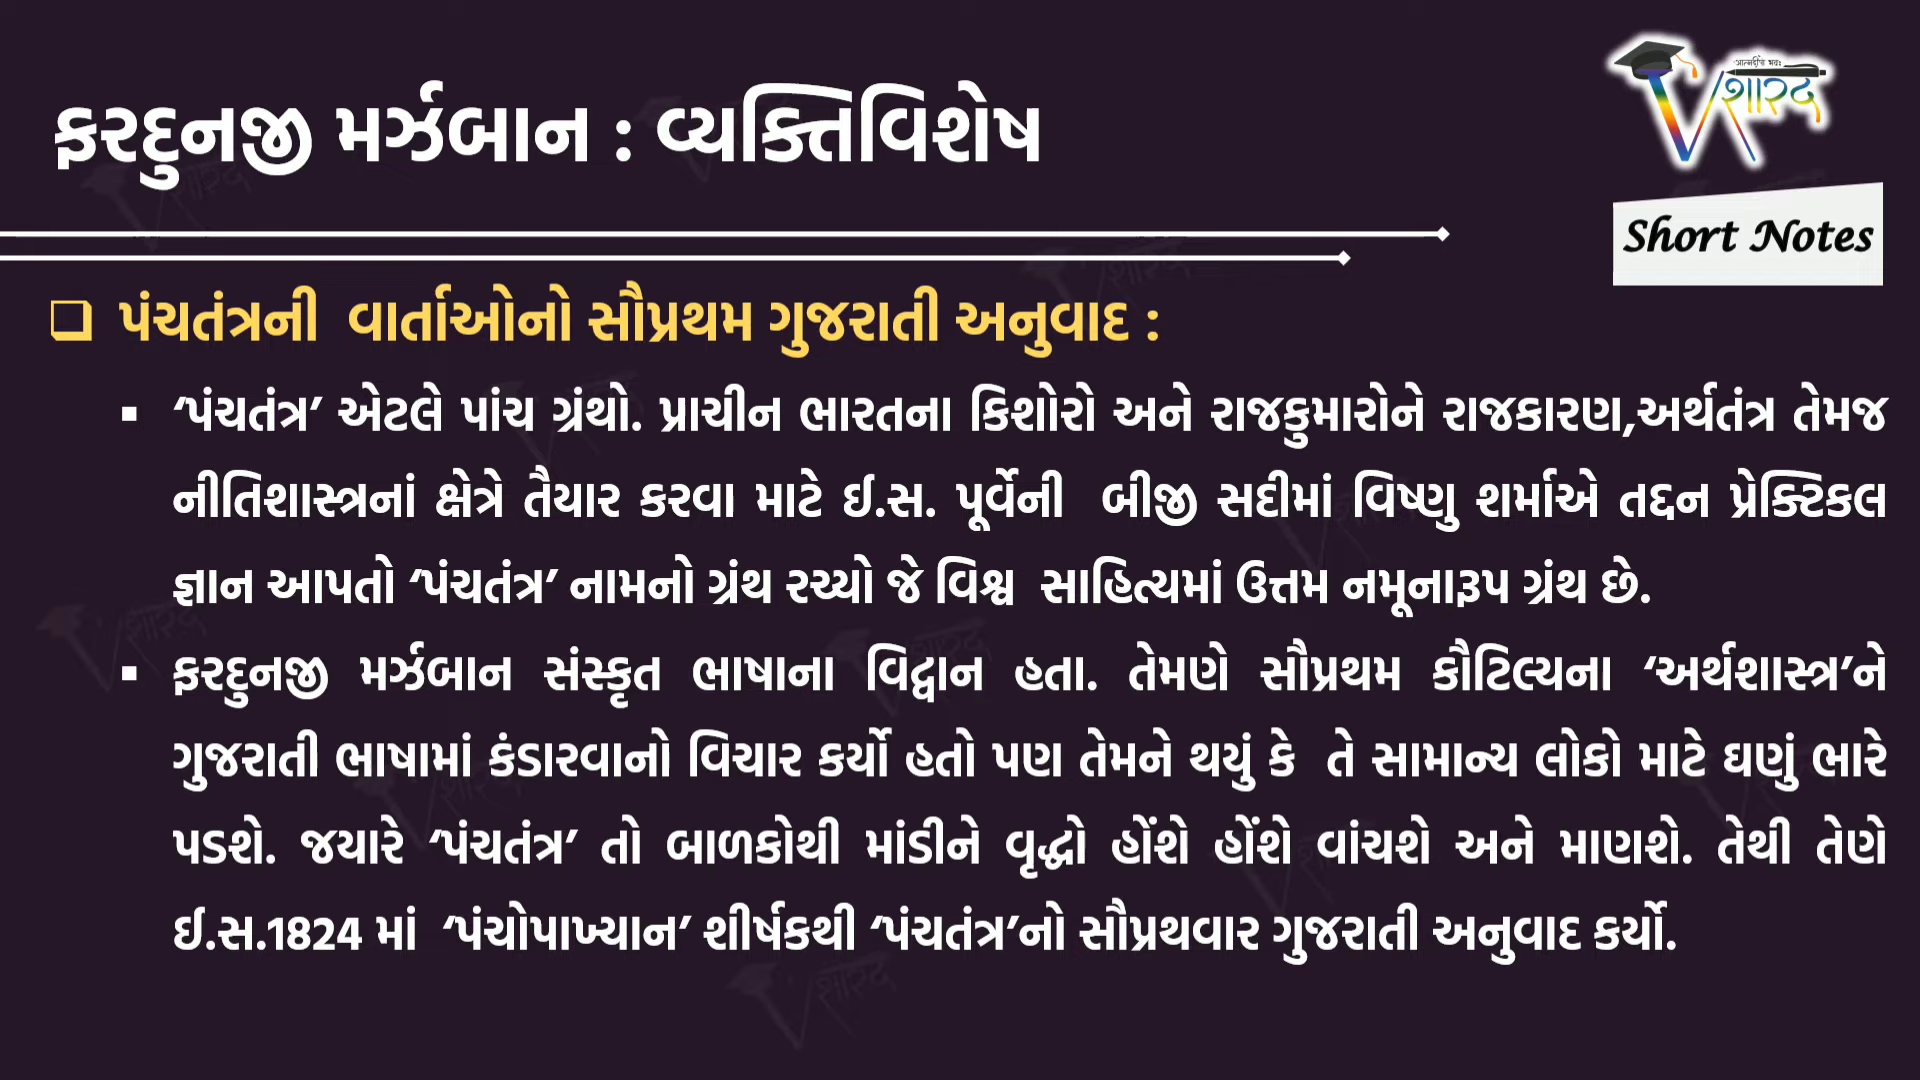 ફરદુનજી મર્ઝબાન : વ્યક્તિવિશેષ
શારદ
Short Notes
પંચતંત્રની વાર્તાઓનો સૌપ્રથમ ગુજરાતી અનુવાદ :
‘પંચતંત્ર’ એટલે પાંચ ગ્રંથો. પ્રાચીન ભારતના કિશોરો અને રાજકુમારોને રાજકારણ,અર્થતંત્ર તેમજ
નીતિશાસ્ત્રનાં ક્ષેત્રે તૈયાર કરવા માટે ઈ.સ. પૂર્વેની બીજી સદીમાં વિષ્ણુ શર્માએ તદ્દન પ્રેક્ટિકલ
જ્ઞાન આપતો ‘પંચતંત્ર’ નામનો ગ્રંથ રચ્યો જે વિશ્વ સાહિત્યમાં ઉત્તમ નમૂનારૂપ ગ્રંથ છે.
ફરદુનજી મર્ઝબાન સંસ્કૃત ભાષાના વિદ્વાન હતા. તેમણે સૌપ્રથમ કૌટિલ્યના ‘અર્થશાસ્ત્ર’ને
ગુજરાતી ભાષામાં કંડારવાનો વિચાર કર્યો હતો પણ તેમને થયું કે તે સામાન્ય લોકો માટે ઘણું ભારે
પડશે. જયારે ‘પંચતંત્ર’ તો બાળકોથી માંડીને વૃદ્ધો હોંશે હોંશે વાંચશે અને માણશે. તેથી તેણે
ઈ.સ.1824 માં ‘પંચોપાખ્યાન’ શીર્ષકથી ‘પંચતંત્ર’નો સૌપ્રથવાર ગુજરાતી અનુવાદ કર્યો.